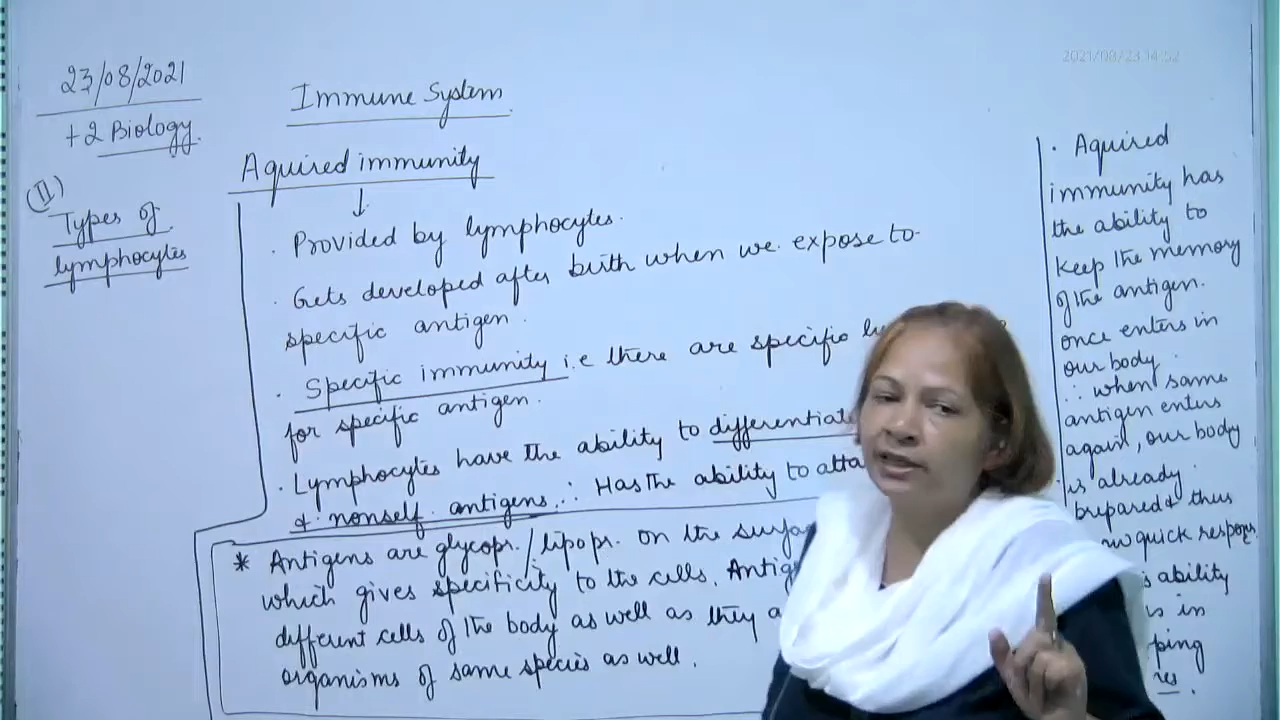 2021/08/23 14:52
23/08/2021
+2 Biology.
Immune System
Aquired immunity
(II)
Types of
lymphocytes
· Provided by lymphocytes.
· Gets developed after birth when we expose to
specific antigen.
· Specific immunity i.e there are specific
for specific antigen.
· Lymphocytes have the ability to differentiate
& nonself antigens. ∴ Has the ability to
* Antigens are glycopr./lipopr. on the
which gives specificity to the cells.
different cells of the body as well as they
organisms of same species as well.
· Aquired
immunity has
the ability to
keep the memory
of the antigen.
once enters in
our body.
∴ when same
antigen enters
again, our body
is already
prepared & thus
quick
ability
in